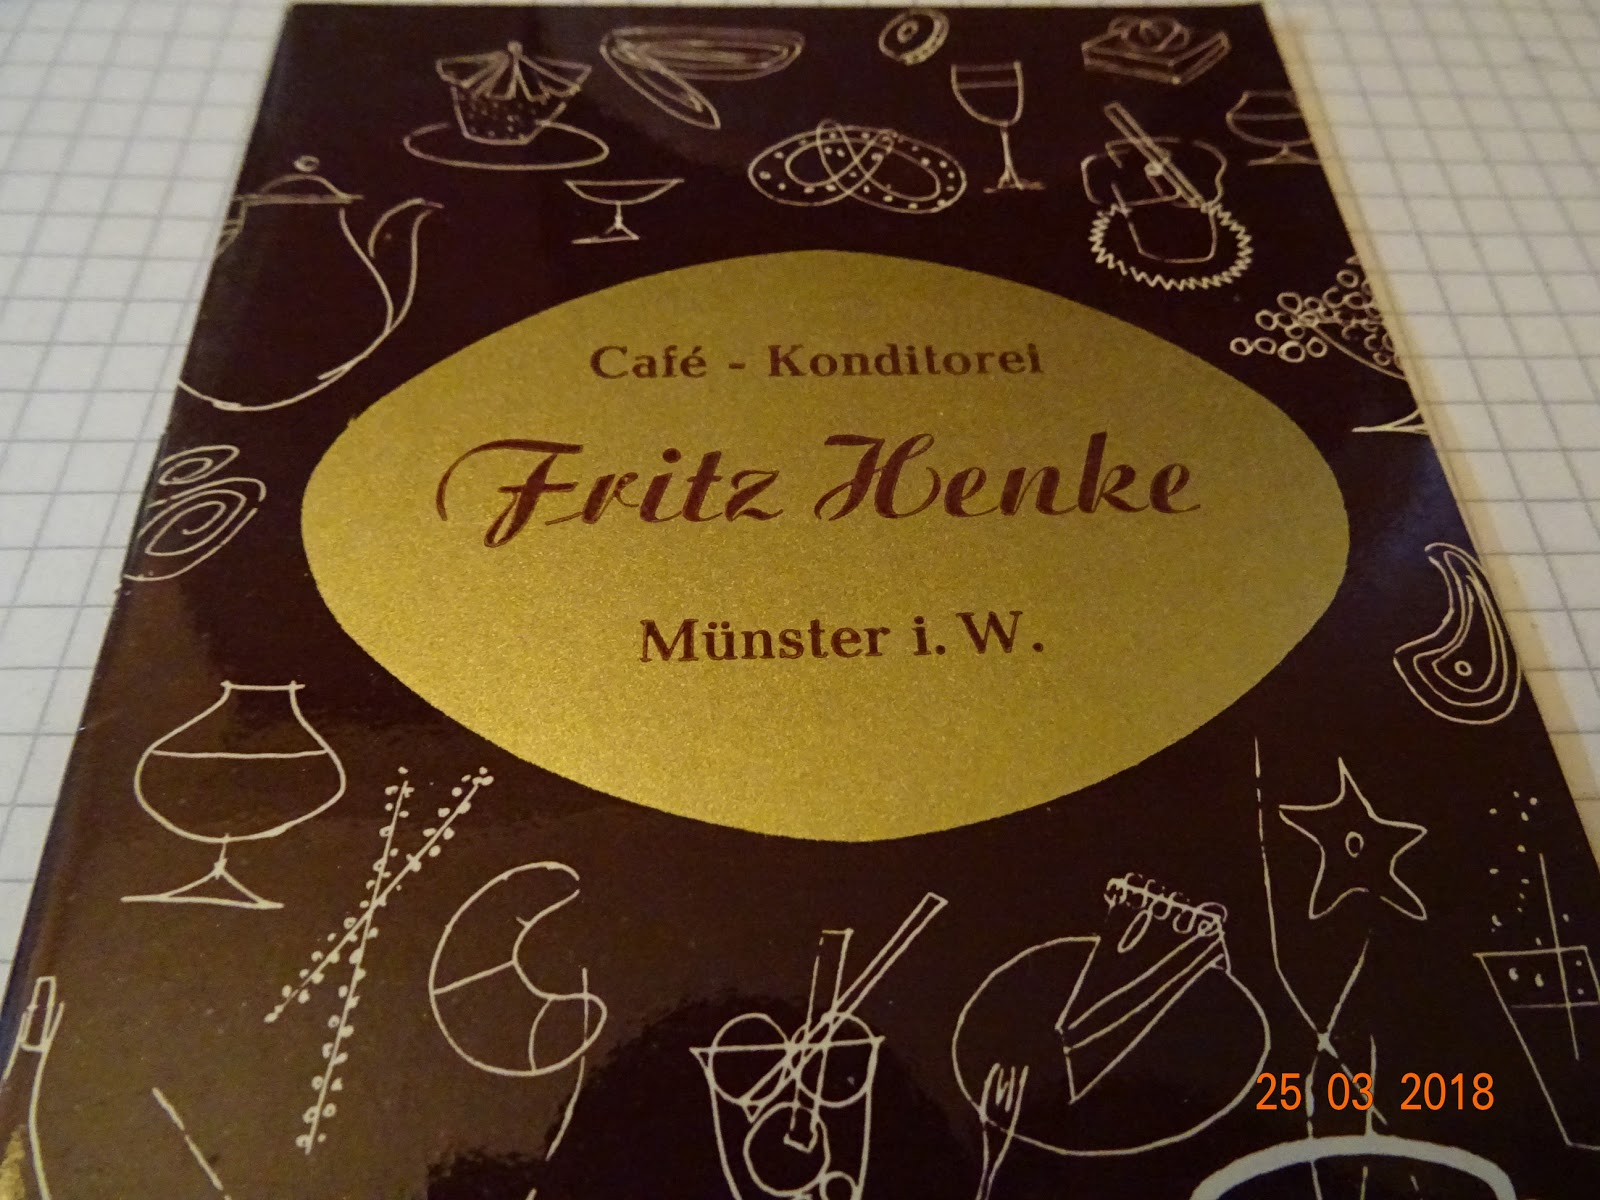 Café - Konditorei
Fritz Henke
Münster i. W.
25 03 2018